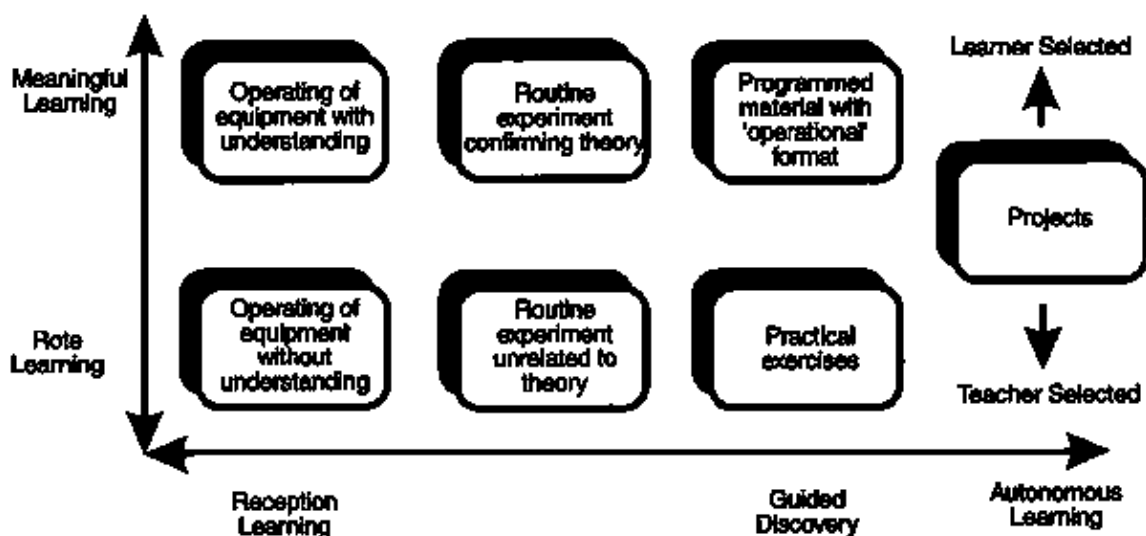 Meaningful
Learning
Operating of
equipment with
understanding
Routine
experiment
confirming theory
Programmed
material with
'operational'
format
Learner Selected
Projects
Rote
Learning
Operating of
equipment
without
understanding
Routine
experiment
unrelated to
theory
Practical
exercises
Teacher Selected
Reception
Learning
Guided
Discovery
Autonomous
Learning